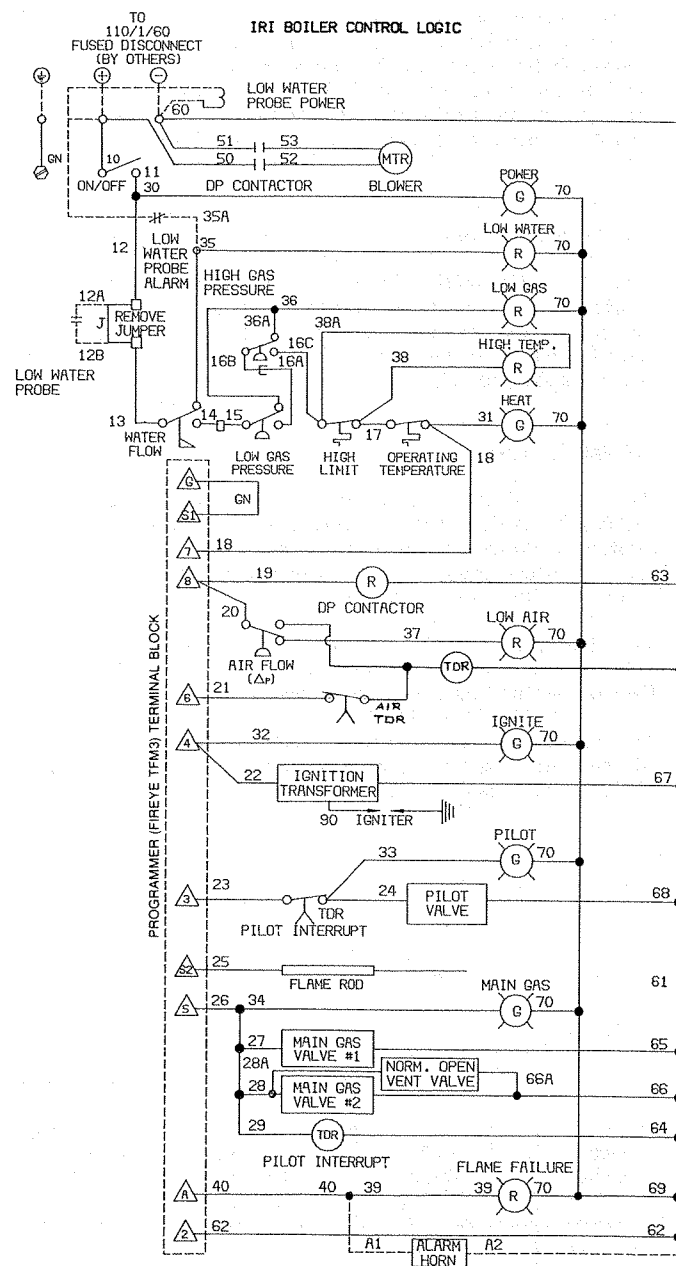 TO
110/1/60
FUSED DISCONNECT
(BY OTHERS)
IRI BOILER CONTROL LOGIC
LOW WATER
PROBE POWER
60
GN
10
11
ON/OFF
30
51
53
50
52
DP CONTACTOR
MTR
BLOWER
POWER
G
70
35A
12
LOW
WATER
PROBE
ALARM
35
LOW WATER
R
70
HIGH GAS
PRESSURE
36
LOW GAS
R
70
12A
J
REMOVE
JUMPER
12B
LOW WATER
PROBE
36A
16B
16C
16A
38A
38
HIGH TEMP.
R
HEAT
13
WATER
FLOW
14
15
LOW GAS
PRESSURE
HIGH
LIMIT
17
OPERATING
TEMPERATURE
18
31
G
70
PROGRAMMER (FIREYE TFM3) TERMINAL BLOCK
G
GN
S1
7
18
8
19
R
63
DP CONTACTOR
20
37
LOW AIR
R
70
AIR FLOW
(ΔP)
TDR
6
21
AIR
TDR
IGNITE
4
32
G
70
22
IGNITION
TRANSFORMER
67
90
IGNITER
PILOT
33
G
70
3
23
TDR
PILOT INTERRUPT
24
PILOT
VALVE
68
S2
25
FLAME ROD
61
MAIN GAS
5
26
34
G
70
27
MAIN GAS
VALVE #1
65
28A
NORM. OPEN
VENT VALVE
28
MAIN GAS
VALVE #2
66A
66
29
TDR
64
PILOT INTERRUPT
FLAME FAILURE
A
40
40
39
39
R
70
69
2
62
62
A1
ALARM
HORN
A2